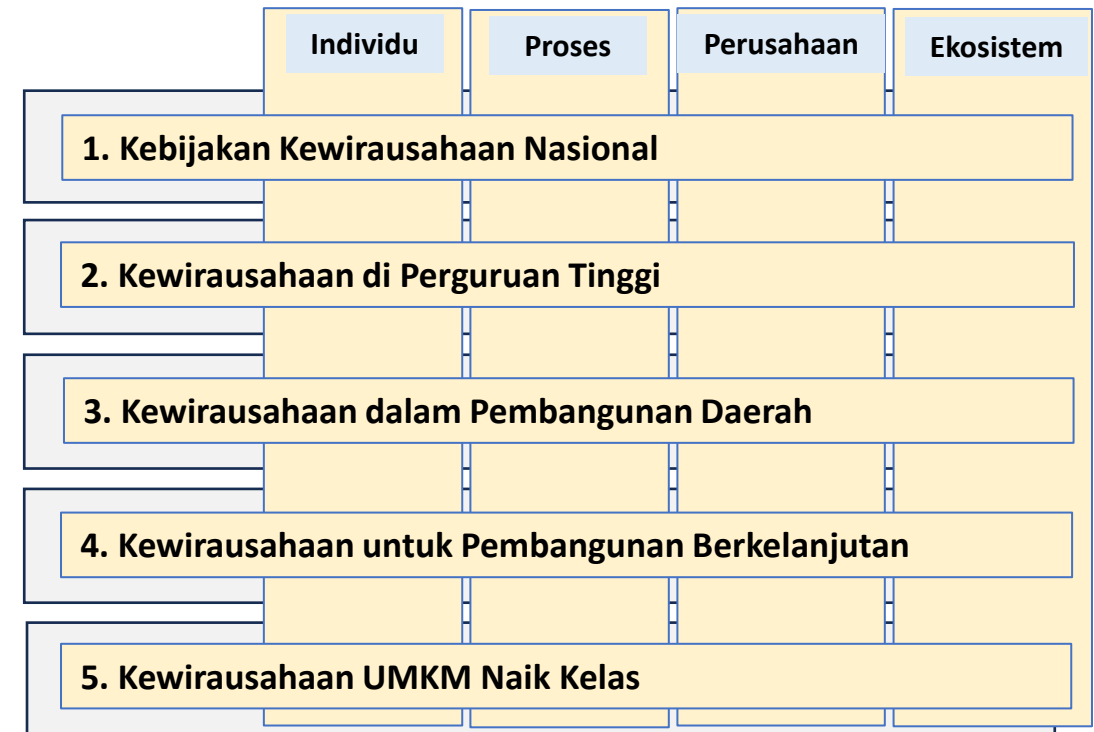 Individu
Proses
Perusahaan
Ekosistem
1. Kebijakan Kewirausahaan Nasional
2. Kewirausahaan di Perguruan Tinggi
3. Kewirausahaan dalam Pembangunan Daerah
4. Kewirausahaan untuk Pembangunan Berkelanjutan
5. Kewirausahaan UMKM Naik Kelas